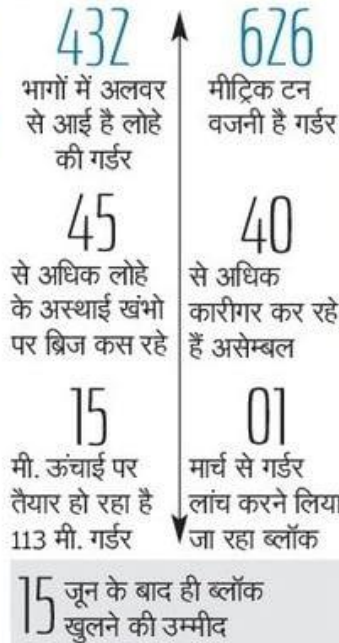 432
भागों में अलवर
से आई है लोहे
की गर्डर
626
मीट्रिक टन
वजनी है गर्डर
45
से अधिक लोहे
के अस्थाई खंभो
पर ब्रिज कस रहे
40
से अधिक
कारीगर कर रहे
हैं असेम्बल
15
मी. ऊंचाई पर
तैयार हो रहा है
113 मी. गर्डर
01
मार्च से गर्डर
लांच करने लिया
जा रहा ब्लॉक
15 जून के बाद ही ब्लॉक
खुलने की उम्मीद